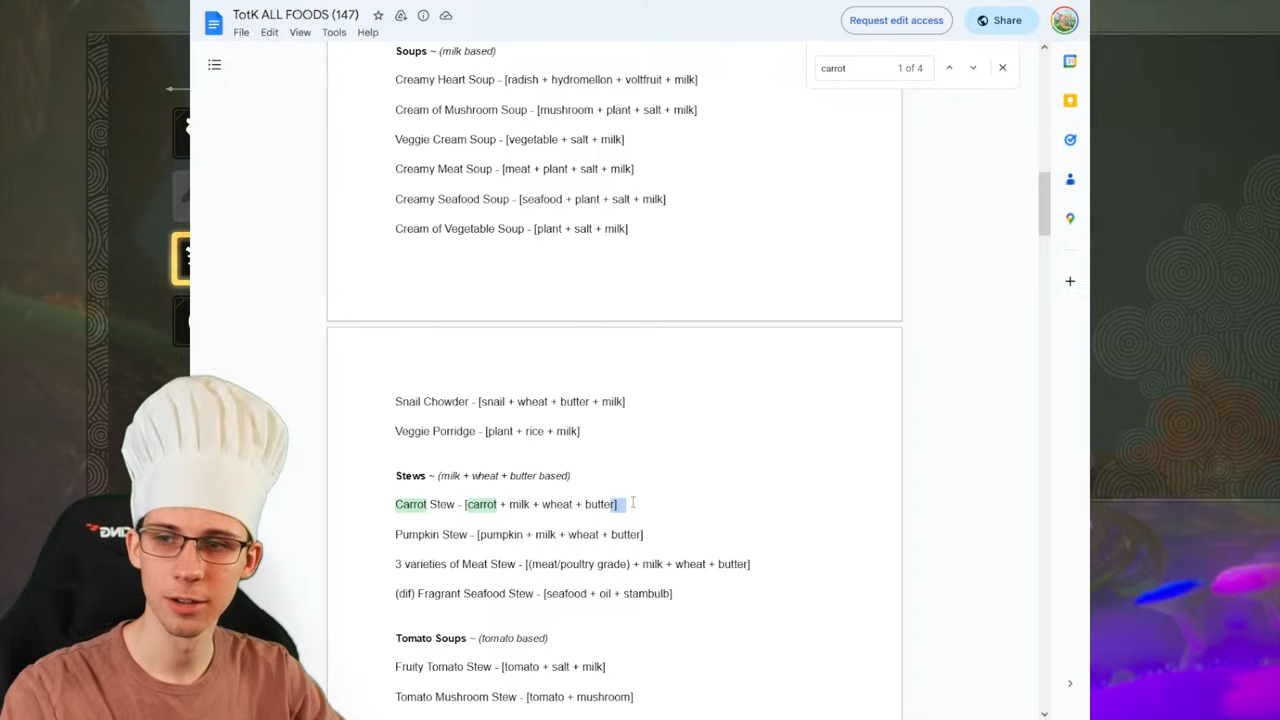 TotK ALL FOODS (147)
Request edit access
Share
File Edit View Tools Help
carrot 1 of 4
Soups ~ (milk based)
Creamy Heart Soup - [radish + hydromellon + voltfruit + milk]
Cream of Mushroom Soup - [mushroom + plant + salt + milk]
Veggie Cream Soup - [vegetable + salt + milk]
Creamy Meat Soup - [meat + plant + salt + milk]
Creamy Seafood Soup - [seafood + plant + salt + milk]
Cream of Vegetable Soup - [plant + salt + milk]
Snail Chowder - [snail + wheat + butter + milk]
Veggie Porridge - [plant + rice + milk]
Stews ~ (milk + wheat + butter based)
Carrot Stew - [carrot + milk + wheat + butter]
Pumpkin Stew - [pumpkin + milk + wheat + butter]
3 varieties of Meat Stew - [(meat/poultry grade) + milk + wheat + butter]
(dif) Fragrant Seafood Stew - [seafood + oil + stambulb]
Tomato Soups ~ (tomato based)
Fruity Tomato Stew - [tomato + salt + milk]
Tomato Mushroom Stew - [tomato + mushroom]